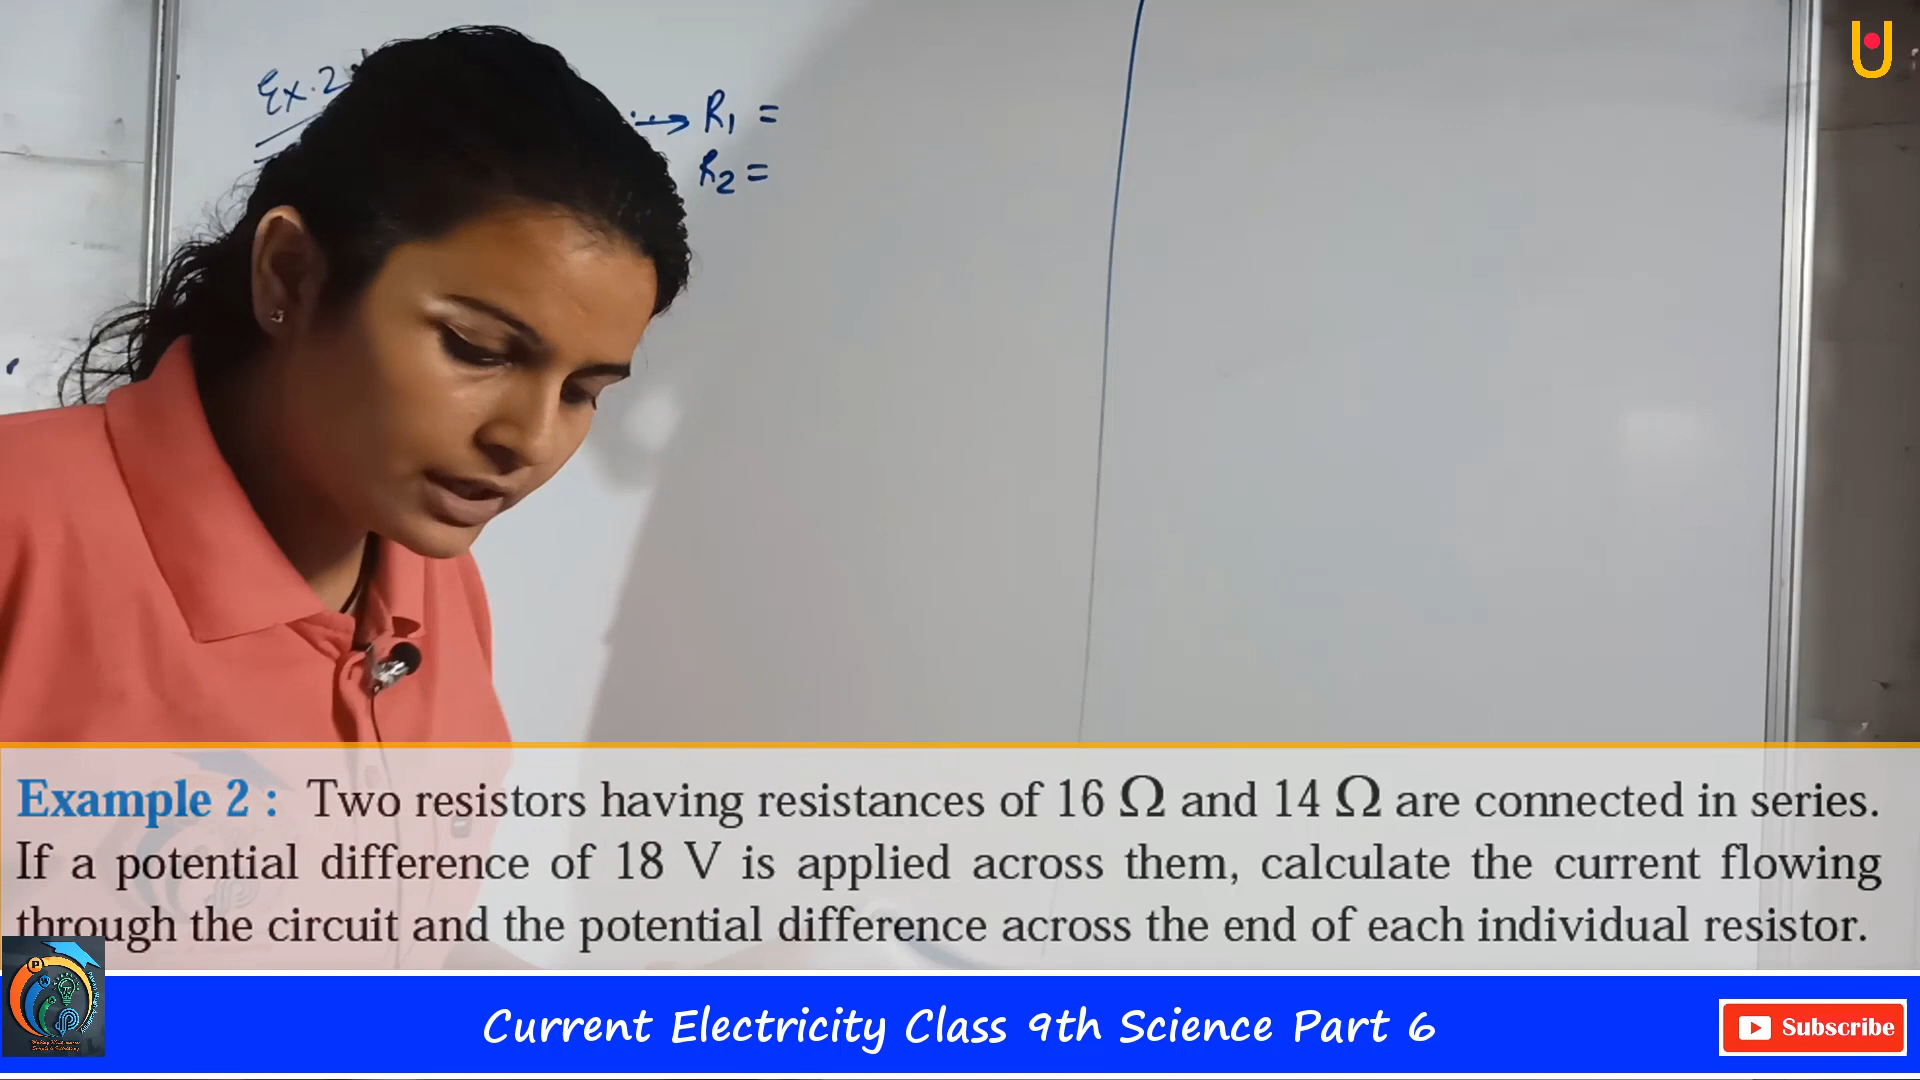 Ex.2
→ R₁ =
R₂ =
Example 2 : Two resistors having resistances of 16 Ω and 14 Ω are connected in series.
If a potential difference of 18 V is applied across them, calculate the current flowing
through the circuit and the potential difference across the end of each individual resistor.
Current Electricity Class 9th Science Part 6
Subscribe